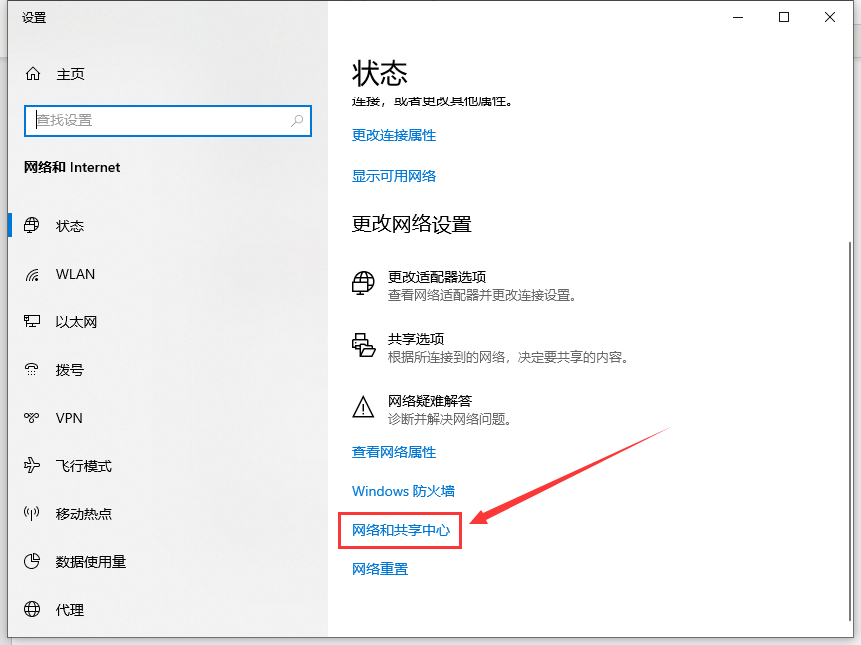 设置
主页
查找设置
网络和 Internet
状态
WLAN
以太网
拨号
VPN
飞行模式
移动热点
数据使用量
代理
状态
连接，或者更改其他属性。
更改连接属性
显示可用网络
更改网络设置
更改适配器选项
查看网络适配器并更改连接设置。
共享选项
根据所连接到的网络，决定要共享的内容。
网络疑难解答
诊断并解决网络问题。
查看网络属性
Windows 防火墙
网络和共享中心
网络重置